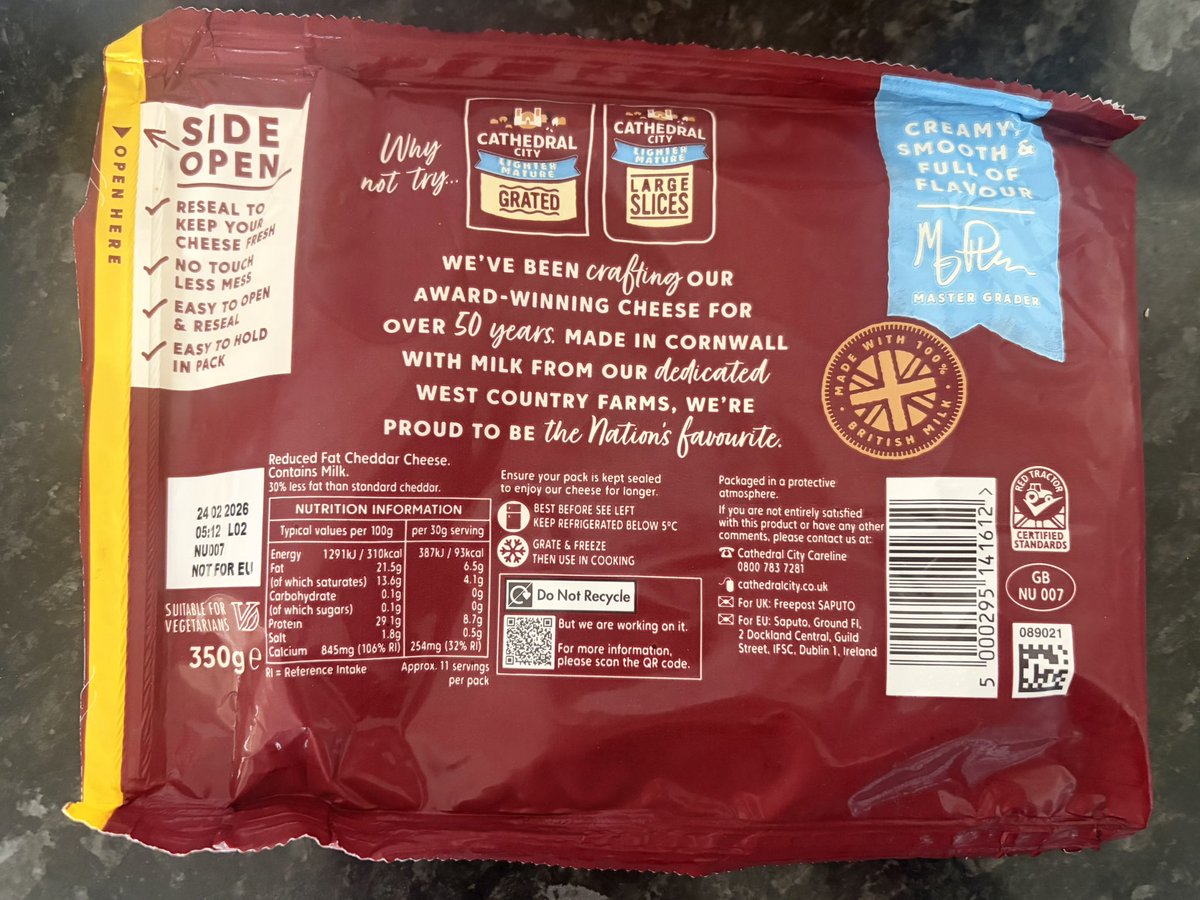 OPEN HERE
SIDE
OPEN
RESEAL TO
KEEP YOUR
CHEESE FRESH
NO TOUCH
LESS MESS
EASY TO OPEN
& RESEAL
EASY TO HOLD
IN PACK
Why
not try...
CATHEDRAL
CITY
LIGHTER
MATURE
GRATED
CATHEDRAL
CITY
LIGHTER
MATURE
LARGE
SLICES
CREAMY,
SMOOTH &
FULL OF
FLAVOUR
MASTER GRADER
WE'VE BEEN crafting OUR
AWARD-WINNING CHEESE FOR
OVER 50 years. MADE IN CORNWALL
WITH MILK FROM OUR dedicated
WEST COUNTRY FARMS, WE'RE
PROUD TO BE the Nation's favourite.
MADE WITH 100%
BRITISH MILK
24 02 2026
05:12 L02
NU007
NOT FOR EU
SUITABLE FOR
VEGETARIANS
350g e
Reduced Fat Cheddar Cheese.
Contains Milk.
30% less fat than standard cheddar.
NUTRITION INFORMATION
Typical values per 100g per 30g serving
Energy 1291kJ / 310kcal 387kJ / 93kcal
Fat 21.5g 6.5g
(of which saturates) 13.6g 4.1g
Carbohydrate 0.1g 0g
(of which sugars) 0.1g 0g
Protein 29.1g 8.7g
Salt 1.8g 0.5g
Calcium 845mg (106% RI) 254mg (32% RI)
RI = Reference Intake Approx. 11 servings
per pack
Ensure your pack is kept sealed
to enjoy our cheese for longer.
BEST BEFORE SEE LEFT
KEEP REFRIGERATED BELOW 5°C
GRATE & FREEZE
THEN USE IN COOKING
Do Not Recycle
But we are working on it.
For more information,
please scan the QR code.
Packaged in a protective
atmosphere.
If you are not entirely satisfied
with this product or have any other
comments, please contact us at:
Cathedral City Careline
0800 783 7281
cathedralcity.co.uk
For UK: Freepost SAPUTO
For EU: Saputo, Ground Fl,
2 Dockland Central, Guild
Street, IFSC, Dublin 1, Ireland
5 000295 141612 >
RED TRACTOR
CERTIFIED
STANDARDS
GB
NU 007
089021